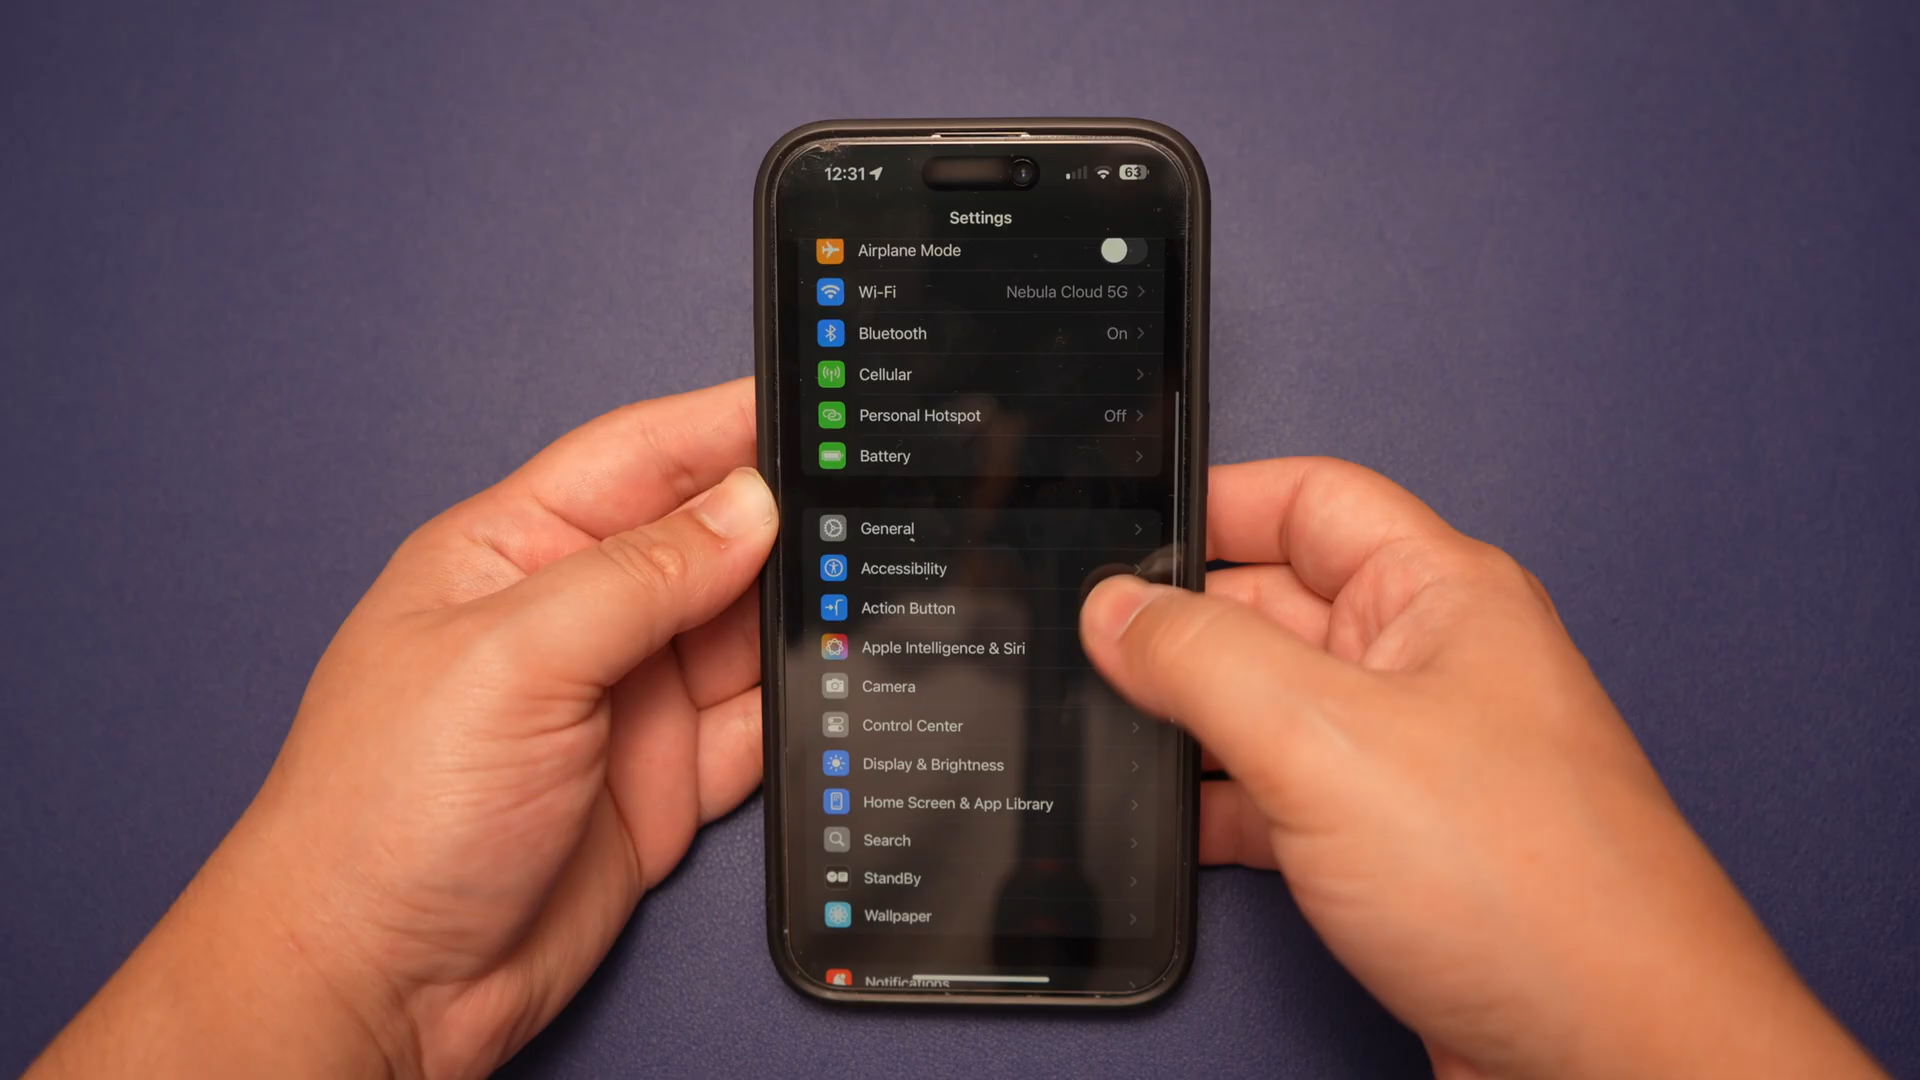 12:31
63
Settings
Airplane Mode
Wi-Fi Nebula Cloud 5G
Bluetooth On
Cellular
Personal Hotspot Off
Battery
General
Accessibility
Action Button
Apple Intelligence & Siri
Camera
Control Center
Display & Brightness
Home Screen & App Library
Search
StandBy
Wallpaper
Notifications